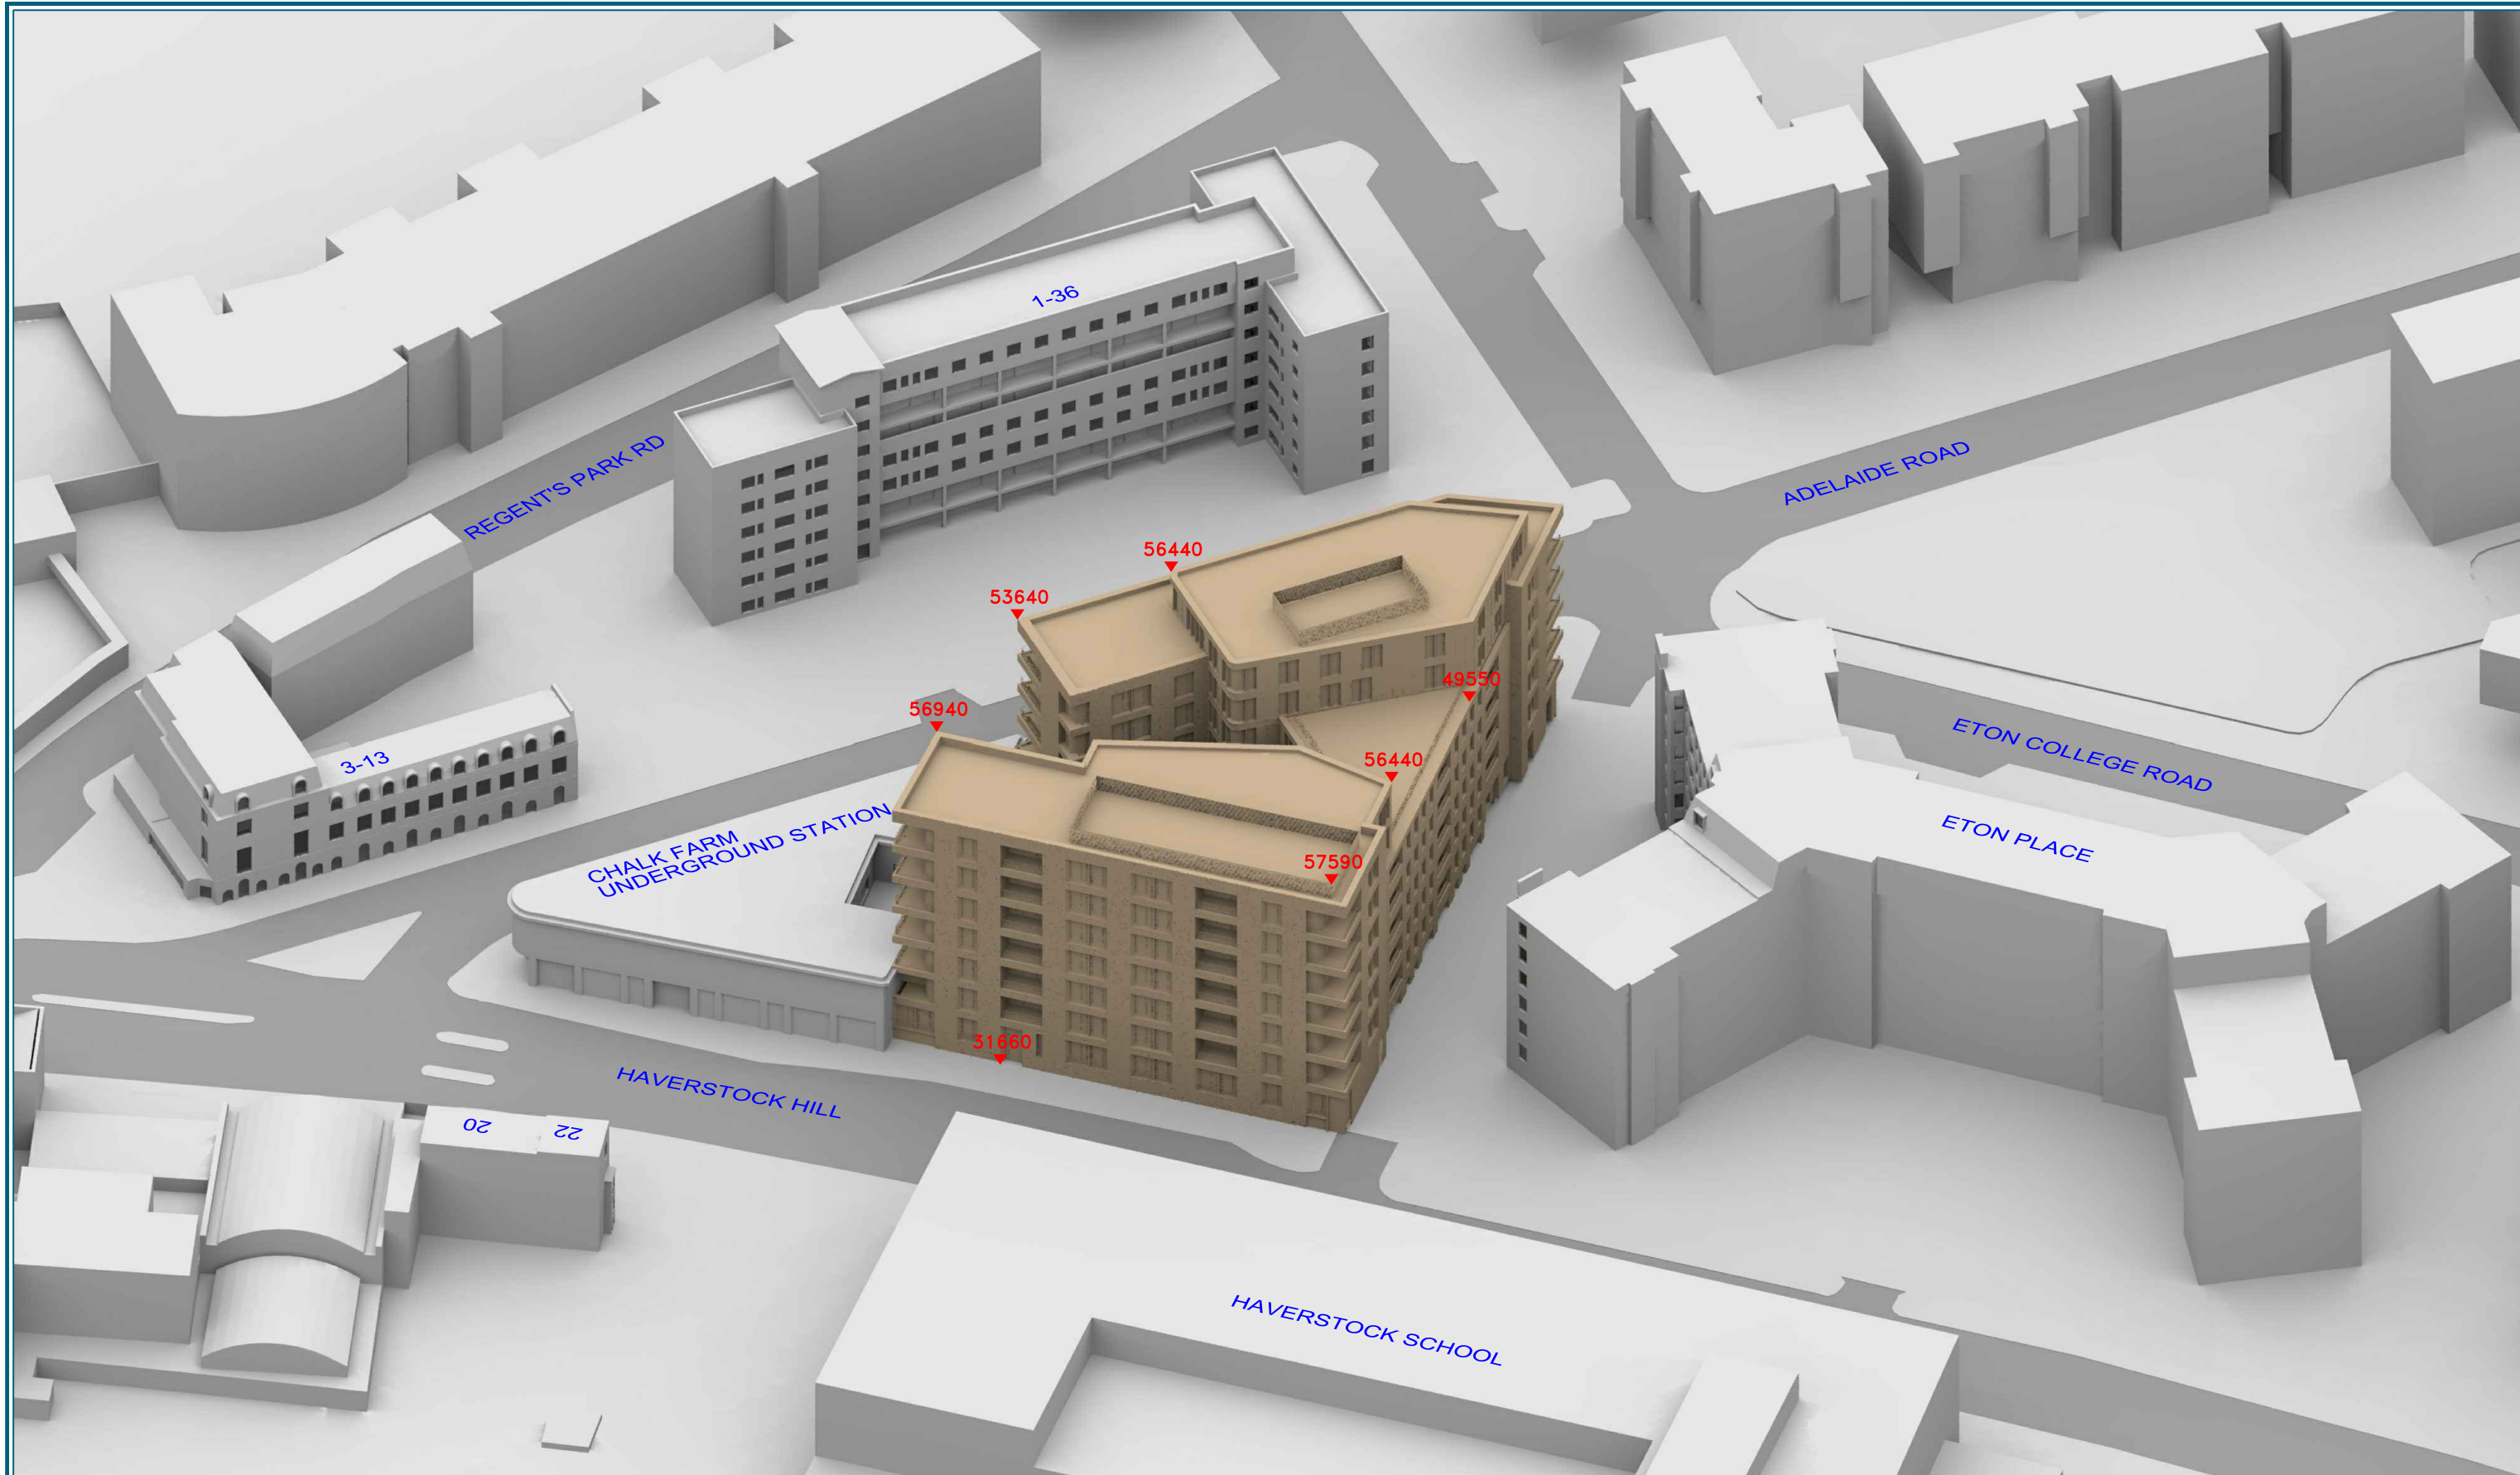 1-36
REGENT'S PARK RD
ADELAIDE ROAD
56440
53640
49550
56940
3-13
56440
ETON COLLEGE ROAD
ETON PLACE
CHALK FARM
UNDERGROUND STATION
57590
31660
HAVERSTOCK HILL
20
22
HAVERSTOCK SCHOOL